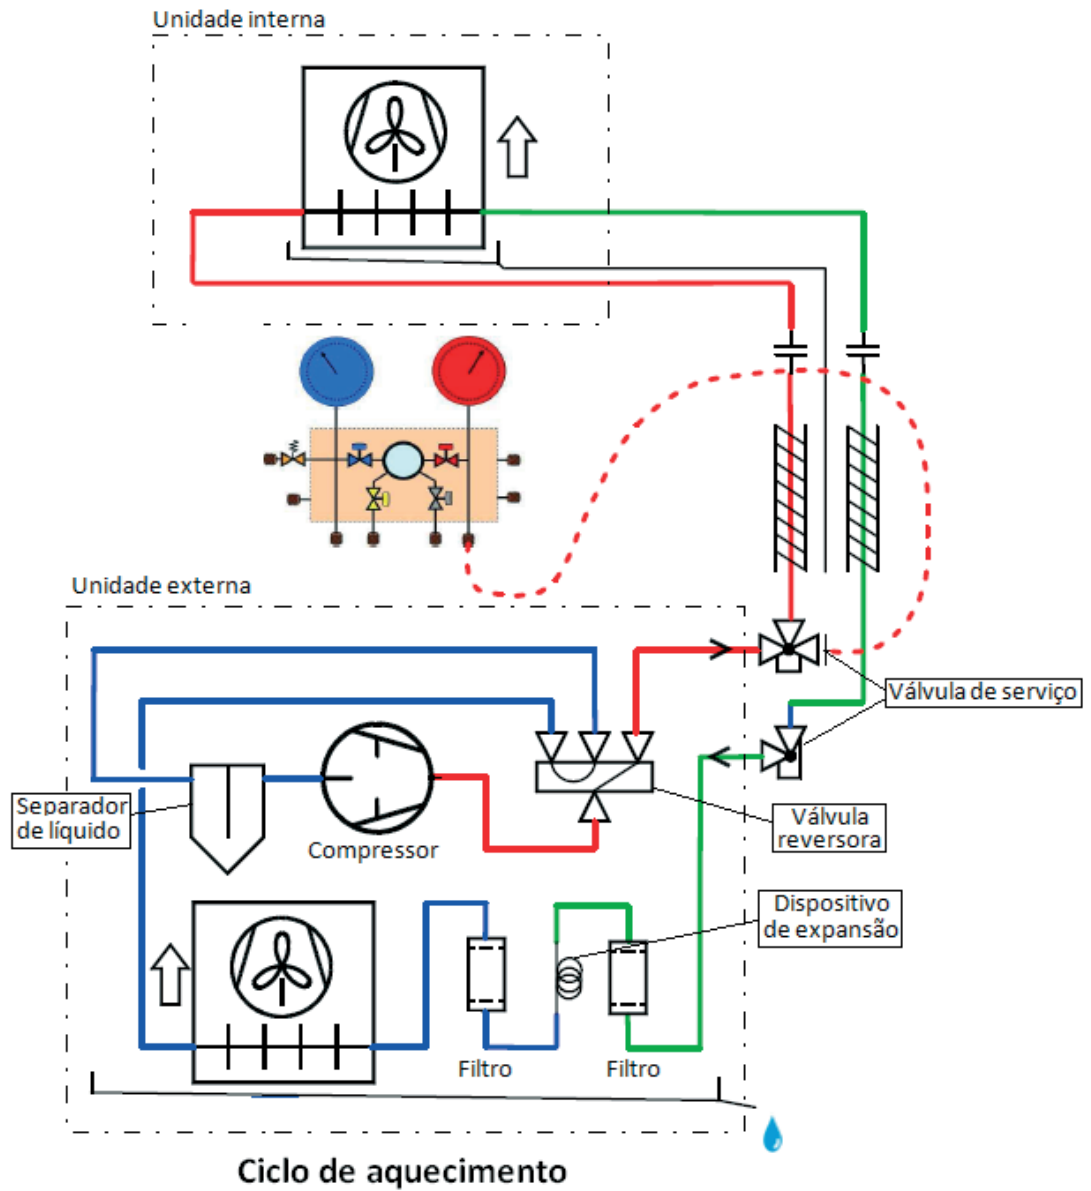 Unidade interna
Unidade externa
Válvula de serviço
Separador
de líquido
Compressor
Válvula
reversora
Dispositivo
de expansão
Filtro
Filtro
Ciclo de aquecimento